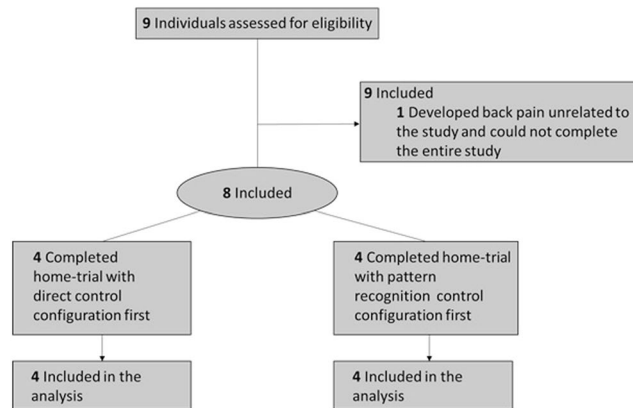 9 Individuals assessed for eligibility
9 Included
1 Developed back pain unrelated to
the study and could not complete
the entire study
8 Included
4 Completed
home-trial with
direct control
configuration first
4 Completed home-trial
with pattern
recognition control
configuration first
4 Included in the
analysis
4 Included in the
analysis